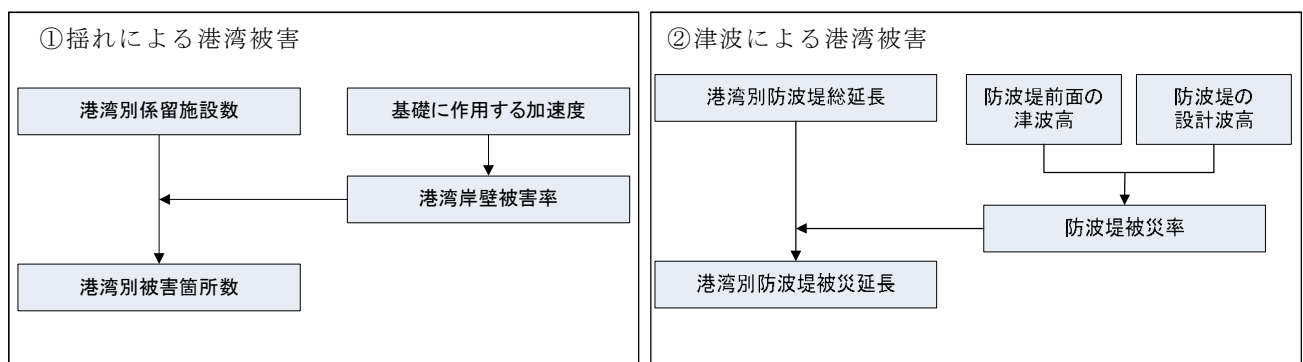 ①揺れによる港湾被害
港湾別係留施設数
基礎に作用する加速度
港湾岸壁被害率
港湾別被害箇所数
②津波による港湾被害
港湾別防波堤総延長
防波堤前面の
津波高
防波堤の
設計波高
防波堤被災率
港湾別防波堤被災延長